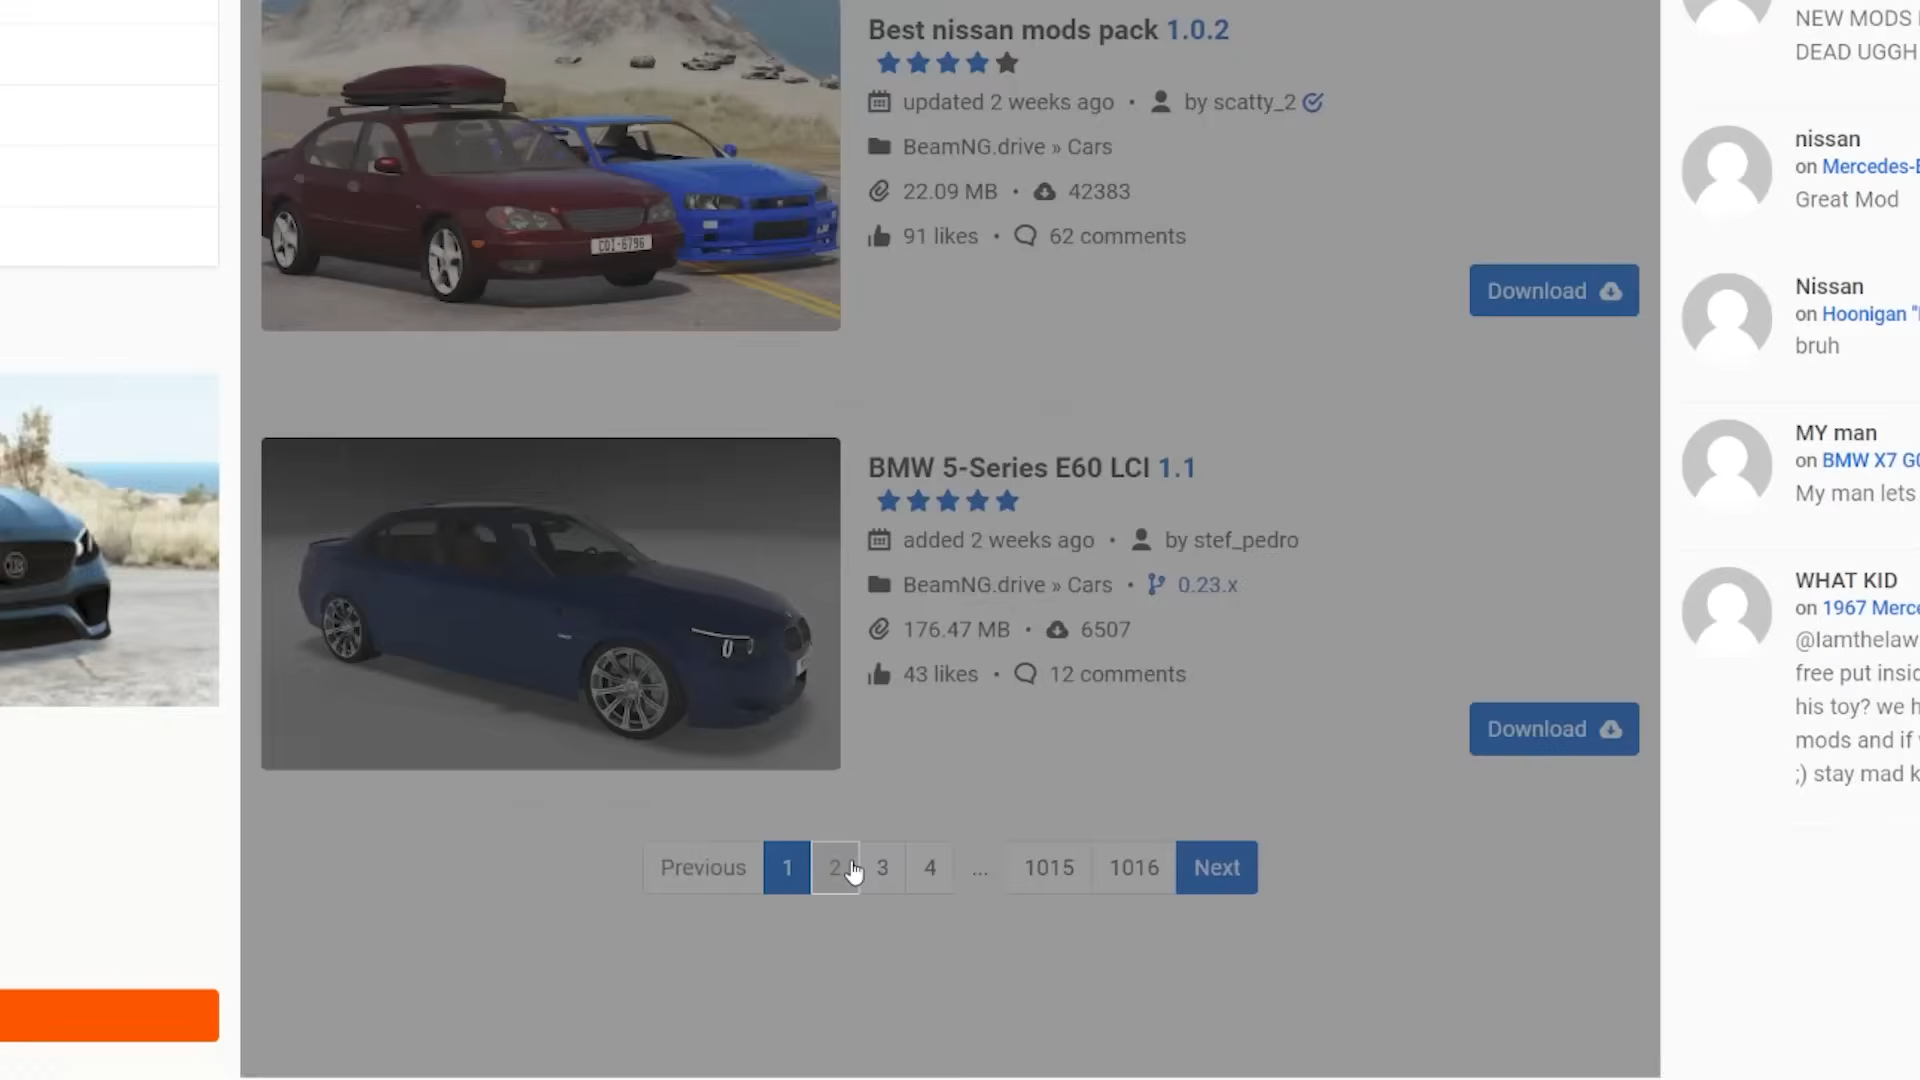 Best nissan mods pack 1.0.2
updated 2 weeks ago • by scatty_2
BeamNG.drive » Cars
22.09 MB • 42383
91 likes • 62 comments
Download
CDI-6796
BMW 5-Series E60 LCI 1.1
added 2 weeks ago • by stef_pedro
BeamNG.drive » Cars • 0.23.x
176.47 MB • 6507
43 likes • 12 comments
Download
Previous 1 2 3 4 ... 1015 1016 Next
NEW MODS
DEAD UGGH
nissan
on Mercedes-
Great Mod
Nissan
on Hoonigan "
bruh
MY man
on BMW X7
My man lets
WHAT KID
on 1967
@Iamthelaw
free put
his toy? we
mods and if
;) stay mad